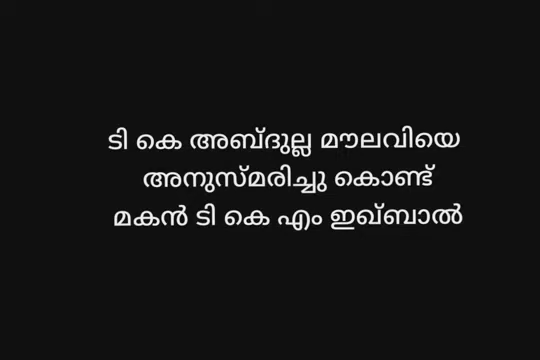 ടി കെ അബ്ദുല്ല മൗലവിയെ
അനുസ്മരിച്ചു കൊണ്ട്
മകൻ ടി കെ എം ഇഖ്ബാൽ